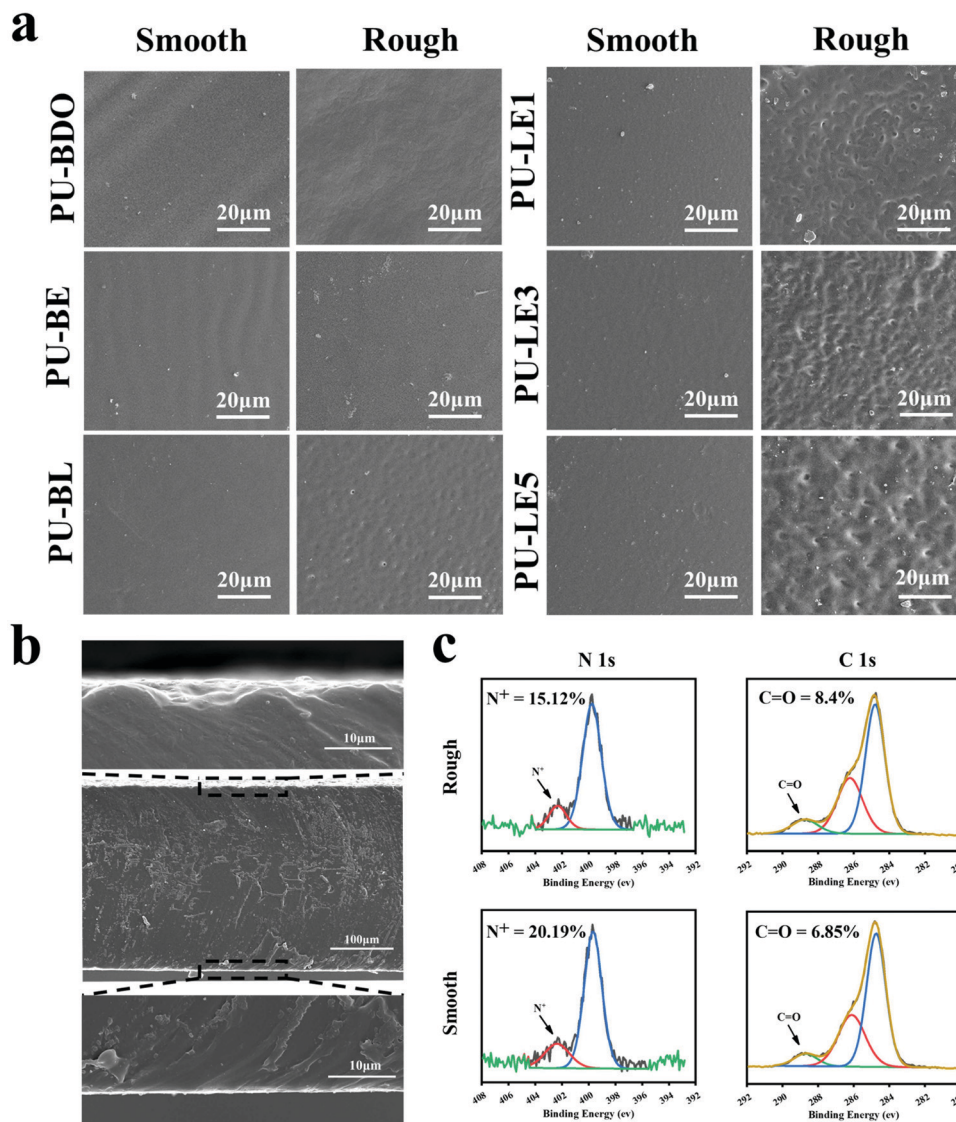 a
Smooth Rough Smooth Rough
PU-BDO
20μm
20μm
PU-LE1
20μm
20μm
PU-BE
20μm
20μm
PU-LE3
20μm
20μm
PU-BL
20μm
20μm
PU-LE5
20μm
20μm
b
10μm
100μm
10μm
c
N 1s C 1s
Rough
N⁺ = 15.12%
N⁺
408 406 404 402 400 398 396 394 392
Binding Energy (ev)
C=O = 8.4%
C=O
292 290 288 286 284 282 280
Binding Energy (ev)
Smooth
N⁺ = 20.19%
N⁺
408 406 404 402 400 398 396 394 392
Binding Energy (ev)
C=O = 6.85%
C=O
292 290 288 286 284 282 280
Binding Energy (ev)